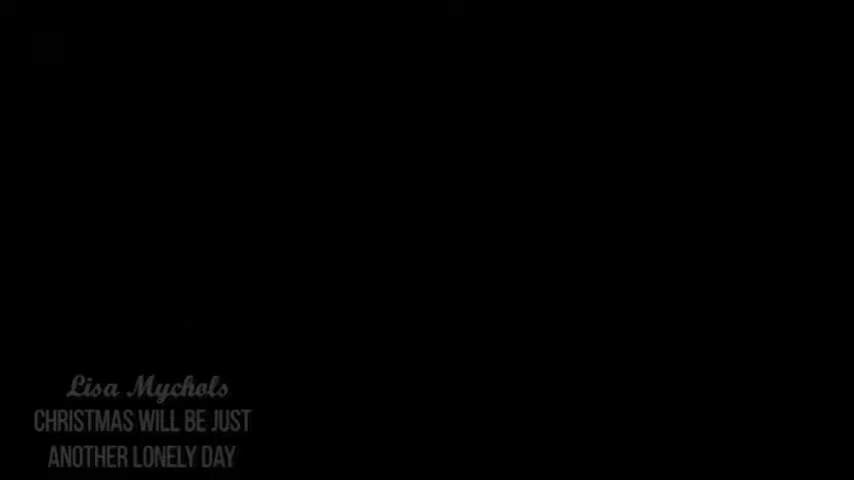 Lisa Mychols
CHRISTMAS WILL BE JUST
ANOTHER LONELY DAY